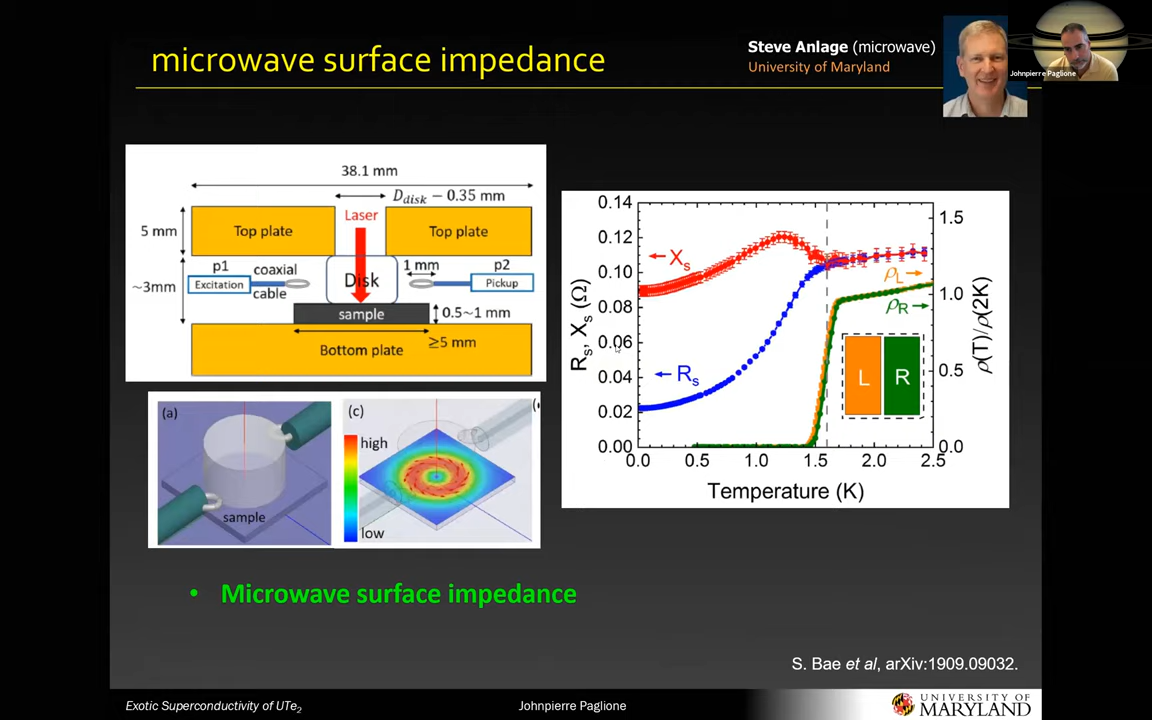 microwave surface impedance
Steve Anlage (microwave)
University of Maryland
Johnpierre Paglione
38.1 mm
D_disk − 0.35 mm
Laser
5 mm
Top plate
Top plate
p1
coaxial
1 mm
p2
Excitation
cable
Disk
Pickup
~3mm
sample
0.5~1 mm
≥5 mm
Bottom plate
(a)
sample
(c)
high
low
0.14
0.12
0.10
0.08
0.06
0.04
0.02
0.00
R_s, X_s (Ω)
X_s
R_s
ρ_L
ρ_R
L
R
1.5
1.0
0.5
0.0
ρ(T)/ρ(2K)
0.0 0.5 1.0 1.5 2.0 2.5
Temperature (K)
• Microwave surface impedance
S. Bae et al, arXiv:1909.09032.
Exotic Superconductivity of UTe₂
Johnpierre Paglione
UNIVERSITY OF
MARYLAND